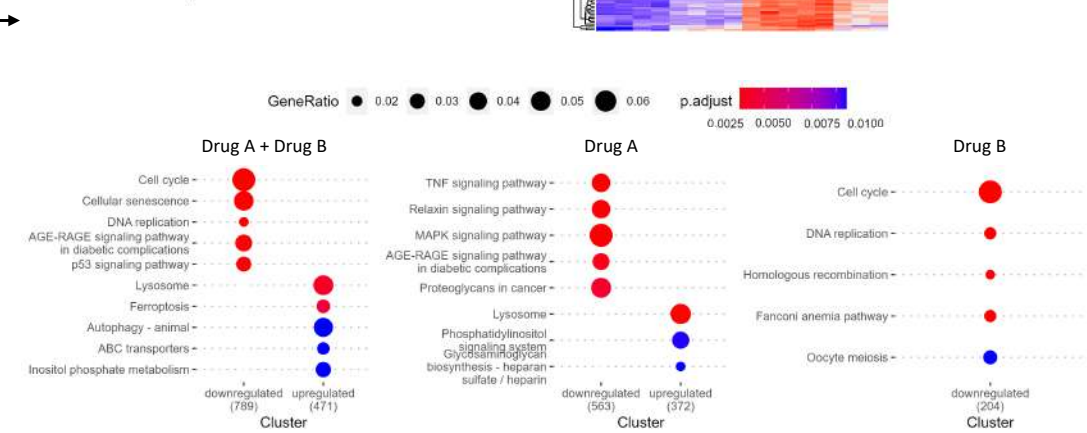 GeneRatio 0.02 0.03 0.04 0.05 0.06 p.adjust
0.0025 0.0050 0.0075 0.0100
Drug A + Drug B
Cell cycle
Cellular senescence
DNA replication
AGE-RAGE signaling pathway
in diabetic complications
p53 signaling pathway
Lysosome
Ferroptosis
Autophagy - animal
ABC transporters
Inositol phosphate metabolism
downregulated upregulated
(789) (471)
Cluster
Drug A
TNF signaling pathway
Relaxin signaling pathway
MAPK signaling pathway
AGE-RAGE signaling pathway
in diabetic complications
Proteoglycans in cancer
Lysosome
Phosphatidylinositol
signaling system
Glycosaminoglycan
biosynthesis - heparan
sulfate / heparin
downregulated upregulated
(563) (372)
Cluster
Drug B
Cell cycle
DNA replication
Homologous recombination
Fanconi anemia pathway
Oocyte meiosis
downregulated
(204)
Cluster